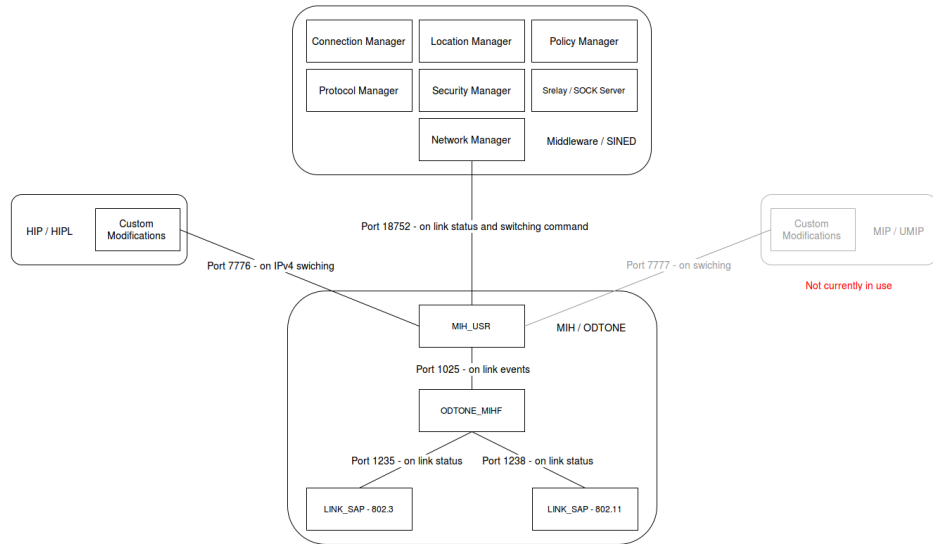 Connection Manager
Location Manager
Policy Manager
Protocol Manager
Security Manager
Srelay / SOCK Server
Network Manager
Middleware / SINED
HIP / HIPL
Custom
Modifications
Port 18752 - on link status and switching command
Custom
Modifications
MIP / UMIP
Port 7776 - on IPv4 swiching
Port 7777 - on swiching
Not currently in use
MIH_USR
MIH / ODTONE
Port 1025 - on link events
ODTONE_MIHF
Port 1235 - on link status
Port 1238 - on link status
LINK_SAP - 802.3
LINK_SAP - 802.11